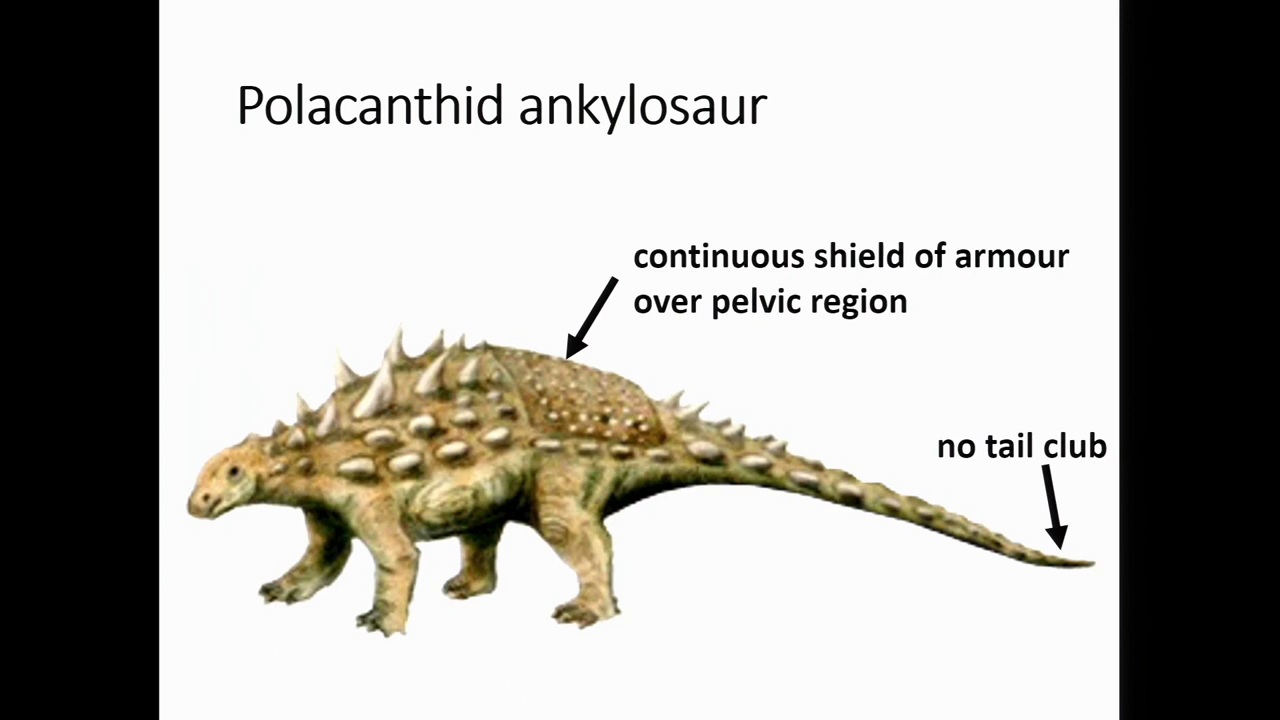 Polacanthid ankylosaur
continuous shield of armour
over pelvic region
no tail club